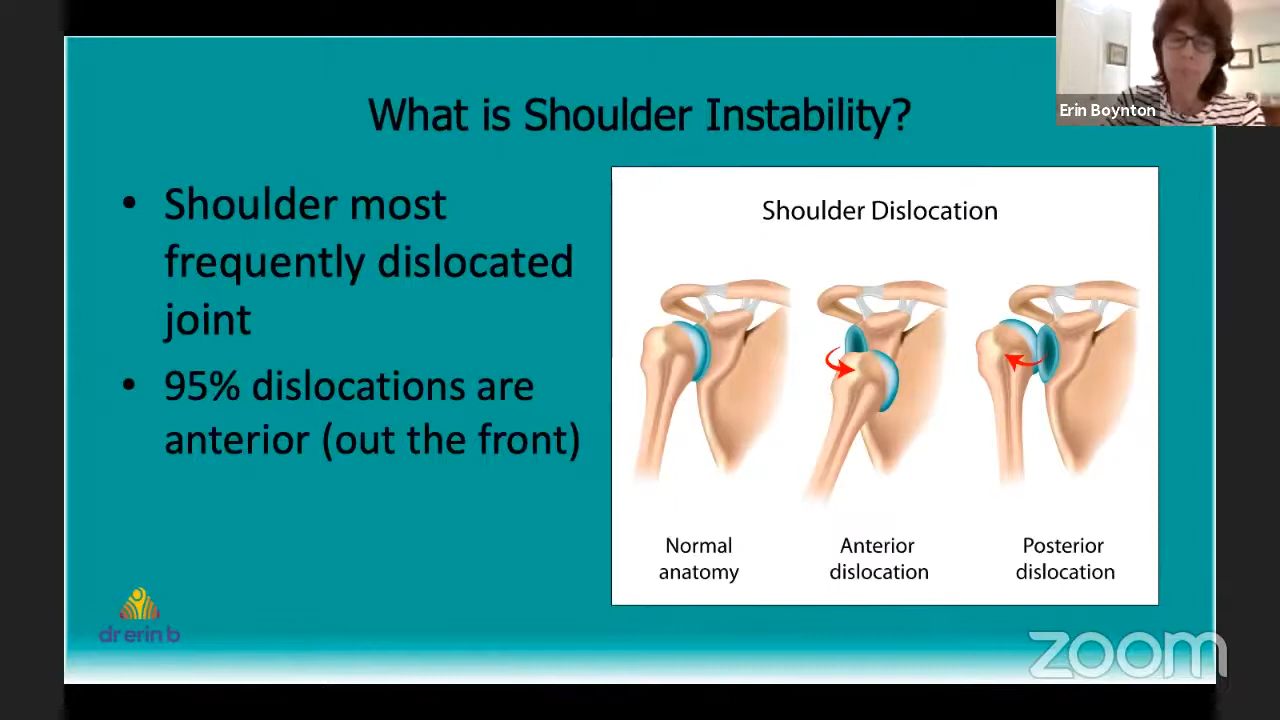 What is Shoulder Instability?
• Shoulder most
frequently dislocated
joint
• 95% dislocations are
anterior (out the front)
Shoulder Dislocation
Normal
anatomy
Anterior
dislocation
Posterior
dislocation
Erin Boynton
dr erin b
zoom